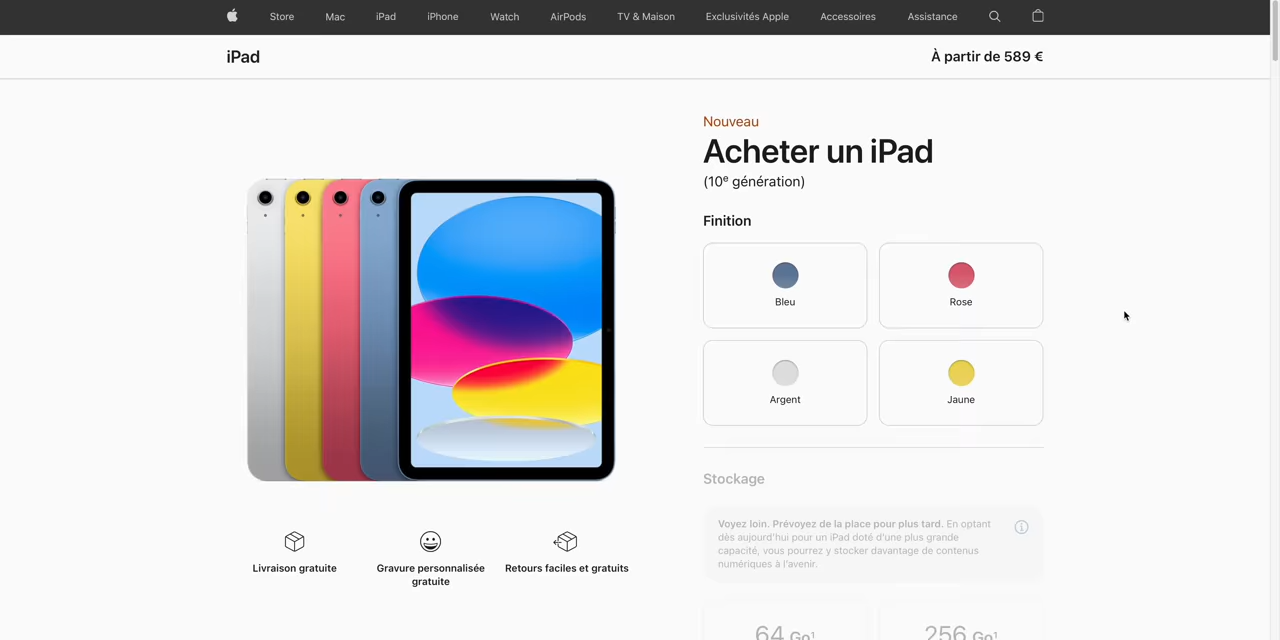 Store Mac iPad iPhone Watch AirPods TV & Maison Exclusivités Apple Accessoires Assistance
iPad
À partir de 589 €
Nouveau
Acheter un iPad
(10ᵉ génération)
Finition
Bleu
Rose
Argent
Jaune
Stockage
Voyez loin. Prévoyez de la place pour plus tard. En optant
dès aujourd'hui pour un iPad doté d'une plus grande
capacité, vous pourrez y stocker davantage de contenus
numériques à l'avenir.
64 Go¹
256 Go¹
Livraison gratuite
Gravure personnalisée
gratuite
Retours faciles et gratuits